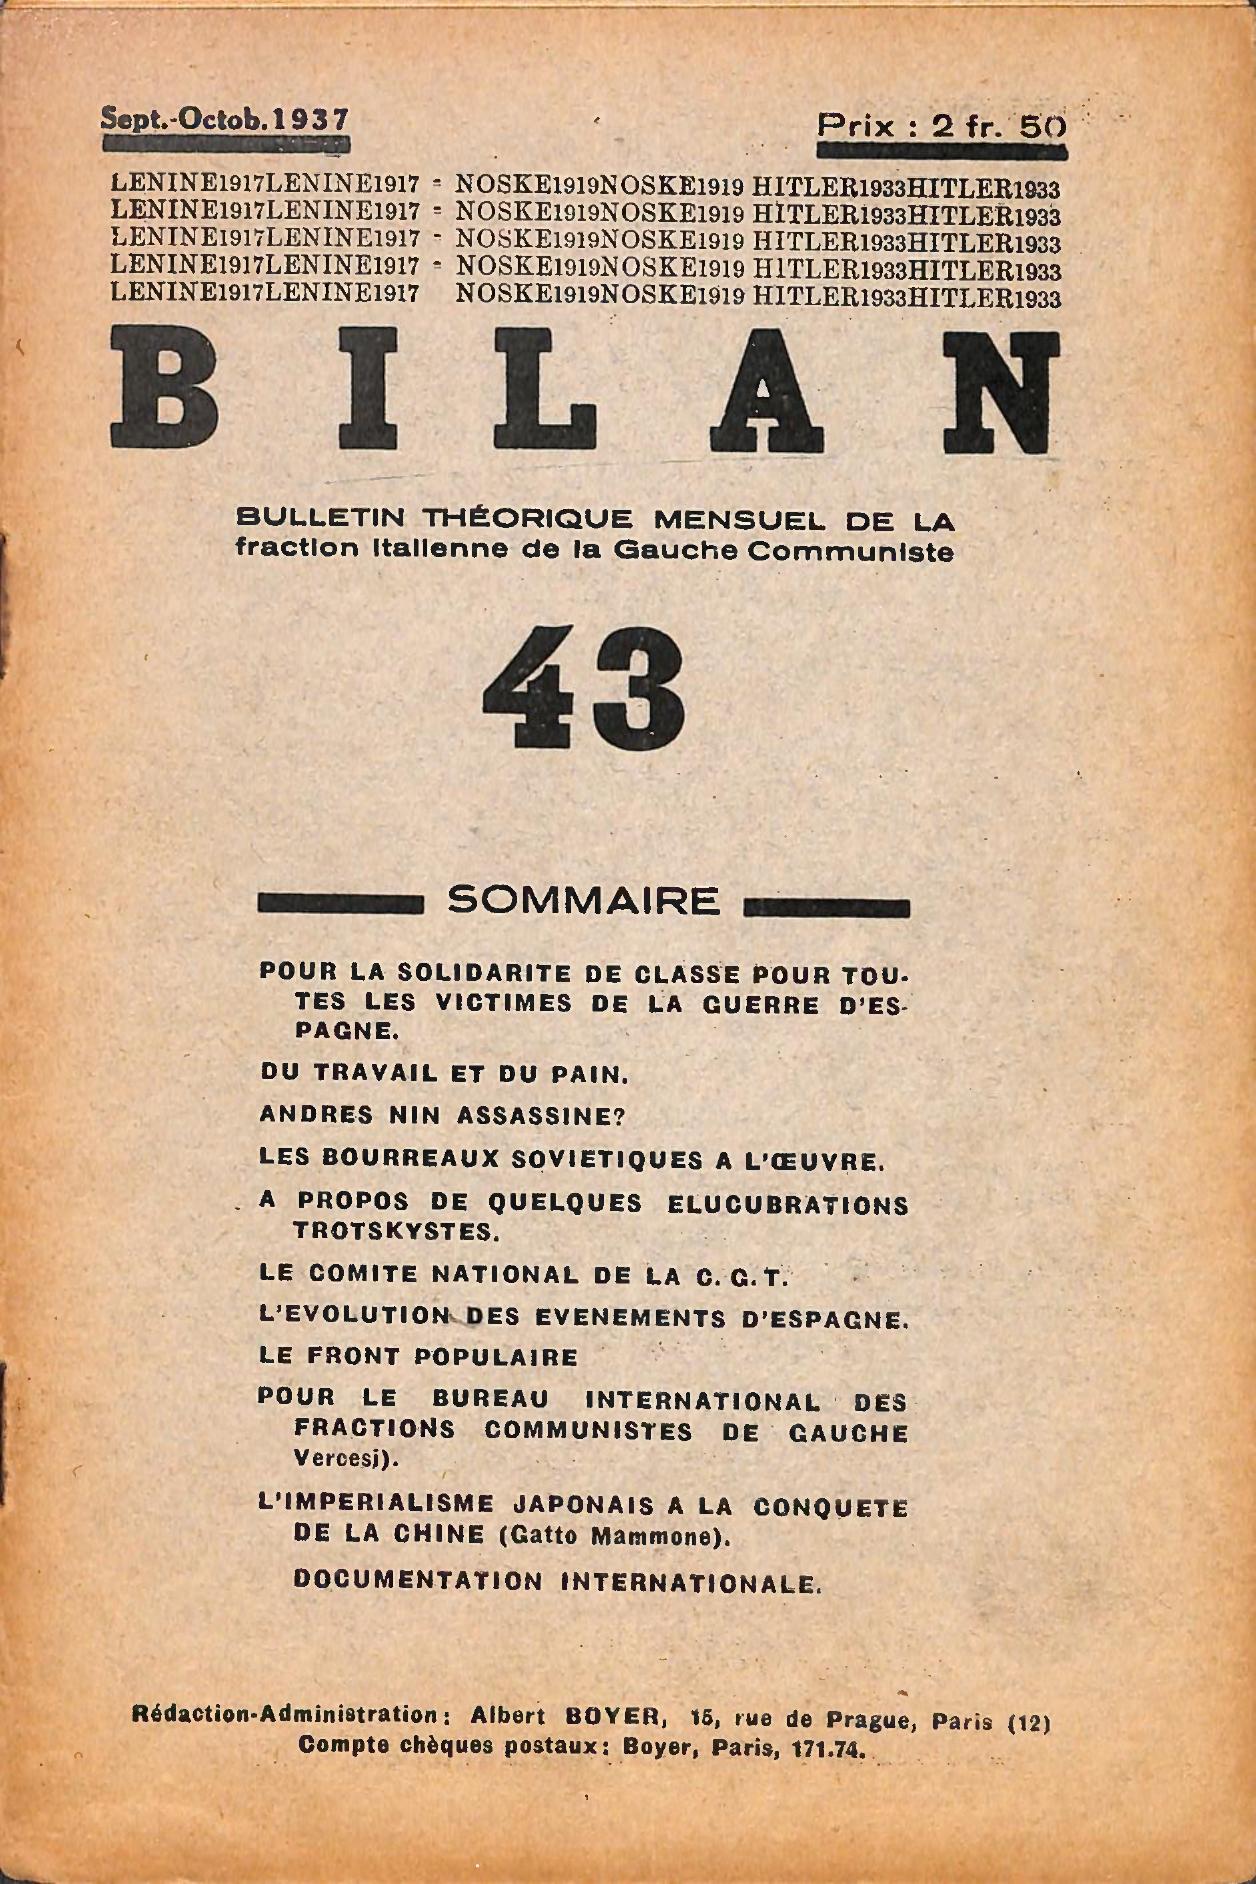 Sept.-Octob.1937
Prix : 2 fr. 50
LENINE1917LENINE1917 - NOSKE1919NOSKE1919 HITLER1933HITLER1933
LENINE1917LENINE1917 - NOSKE1919NOSKE1919 HITLER1933HITLER1933
LENINE1917LENINE1917 - NOSKE1919NOSKE1919 HITLER1933HITLER1933
LENINE1917LENINE1917 - NOSKE1919NOSKE1919 HITLER1933HITLER1933
LENINE1917LENINE1917 NOSKE1919NOSKE1919 HITLER1933HITLER1933
BILAN
BULLETIN THÉORIQUE MENSUEL DE LA
fraction italienne de la Gauche Communiste
43
SOMMAIRE
POUR LA SOLIDARITE DE CLASSE POUR TOU-
TES LES VICTIMES DE LA GUERRE D'ES-
PAGNE.
DU TRAVAIL ET DU PAIN.
ANDRES NIN ASSASSINE?
LES BOURREAUX SOVIETIQUES A L'ŒUVRE.
A PROPOS DE QUELQUES ELUCUBRATIONS
TROTSKYSTES.
LE COMITE NATIONAL DE LA C.G.T.
L'EVOLUTION DES EVENEMENTS D'ESPAGNE.
LE FRONT POPULAIRE
POUR LE BUREAU INTERNATIONAL DES
FRACTIONS COMMUNISTES DE GAUCHE
Vercesi).
L'IMPERIALISME JAPONAIS A LA CONQUETE
DE LA CHINE (Gatto Mammone).
DOCUMENTATION INTERNATIONALE.
Rédaction-Administration : Albert BOYER, 15, rue de Prague, Paris (12)
Compte chèques postaux : Boyer, Paris, 171.74.